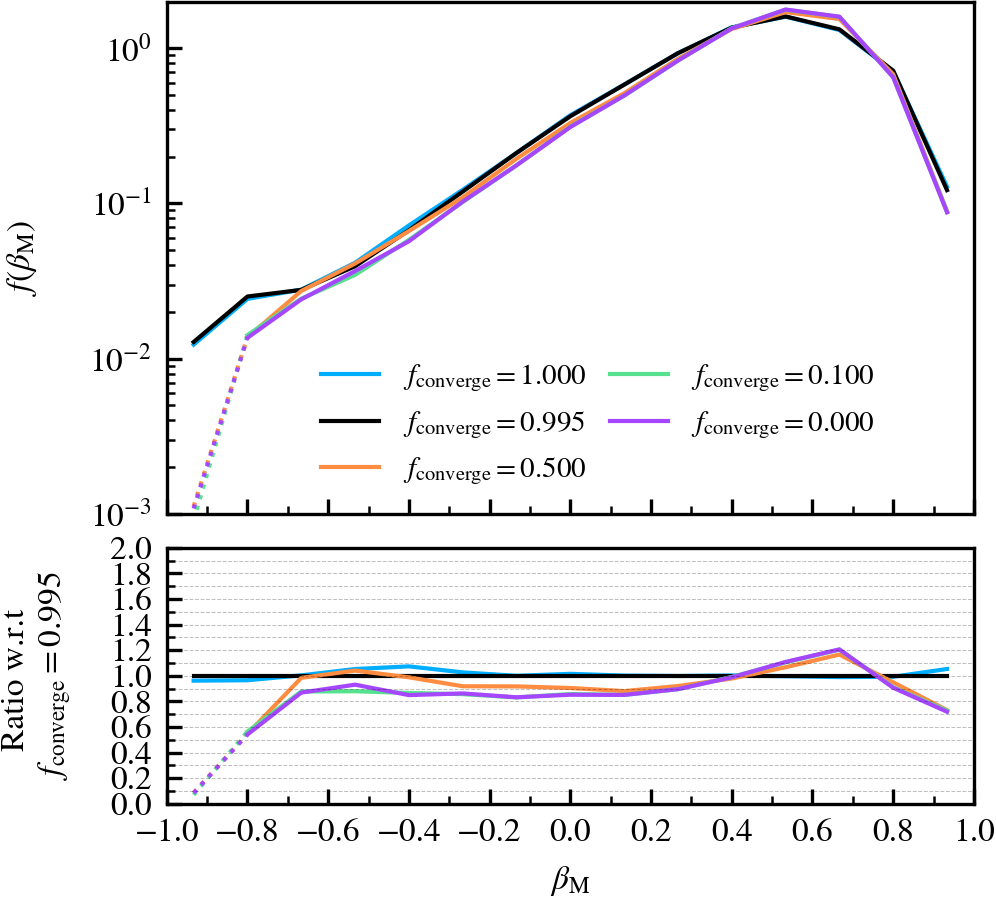 10⁰
10⁻¹
10⁻²
10⁻³
f(β_M)
f_converge = 1.000
f_converge = 0.995
f_converge = 0.500
f_converge = 0.100
f_converge = 0.000
2.0
1.8
1.6
1.4
1.2
1.0
0.8
0.6
0.4
0.2
0.0
Ratio w.r.t
f_converge = 0.995
−1.0 −0.8 −0.6 −0.4 −0.2 0.0 0.2 0.4 0.6 0.8 1.0
β_M